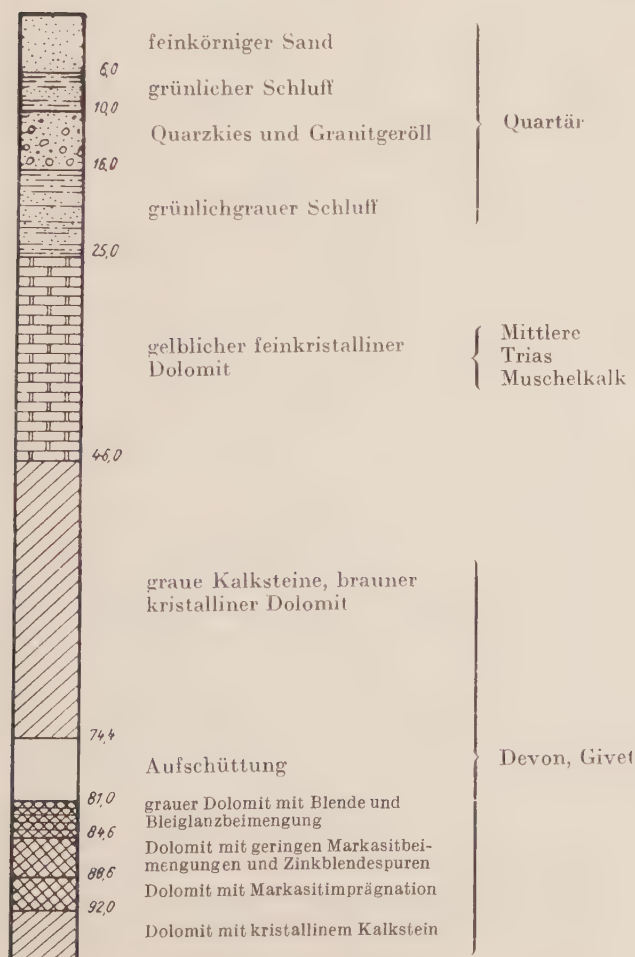 feinkörniger Sand
6,0
grünlicher Schluff
10,0
Quarzkies und Granitgeröll
Quartär
16,0
grünlichgrauer Schluff
25,0
gelblicher feinkristalliner
Dolomit
Mittlere
Trias
Muschelkalk
46,0
graue Kalksteine, brauner
kristalliner Dolomit
74,4
Aufschüttung
Devon, Givet
81,0
grauer Dolomit mit Blende und
Bleiglanzbeimengung
84,6
Dolomit mit geringen Markasitbei-
mengungen und Zinkblendespuren
88,6
Dolomit mit Markasitimprägnation
92,0
Dolomit mit kristallinem Kalkstein